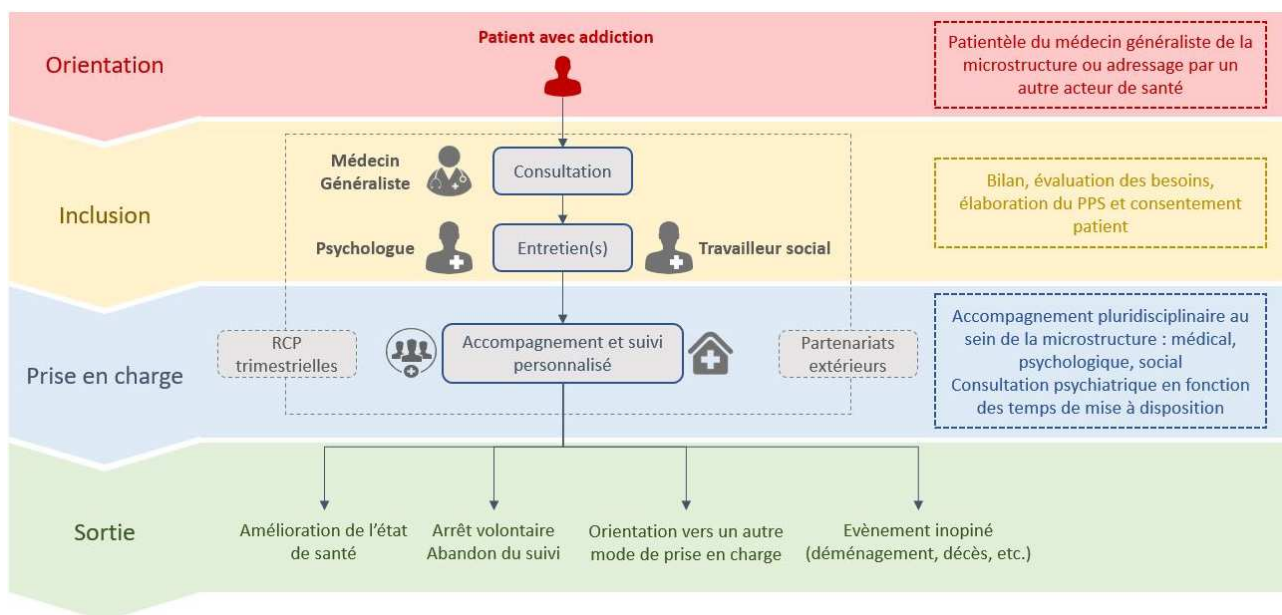 Orientation
Patient avec addiction
Patientèle du médecin généraliste de la
microstructure ou adressage par un
autre acteur de santé
Inclusion
Médecin
Généraliste
Consultation
Psychologue
Entretien(s)
Travailleur social
Bilan, évaluation des besoins,
élaboration du PPS et consentement
patient
Prise en charge
RCP
trimestrielles
Accompagnement et suivi
personnalisé
Partenariats
extérieurs
Accompagnement pluridisciplinaire au
sein de la microstructure : médical,
psychologique, social
Consultation psychiatrique en fonction
des temps de mise à disposition
Sortie
Amélioration de l'état
de santé
Arrêt volontaire
Abandon du suivi
Orientation vers un autre
mode de prise en charge
Evènement inopiné
(déménagement, décès, etc.)